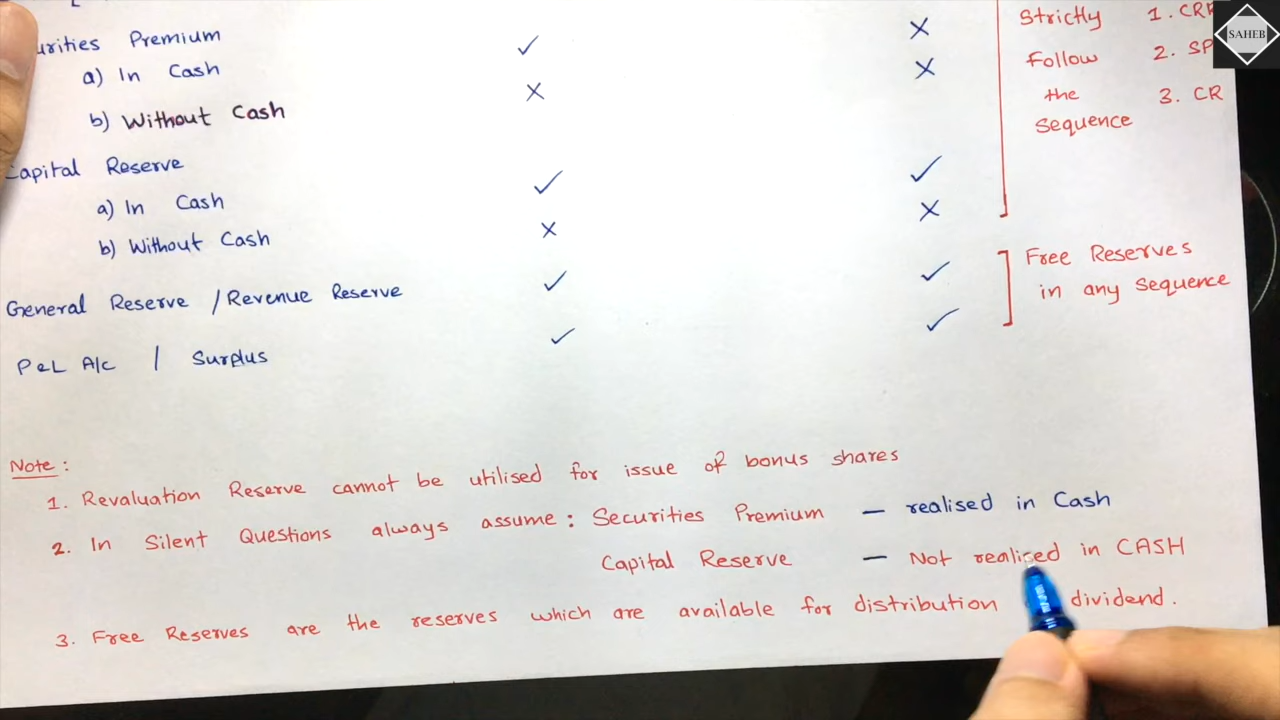 Securities Premium ✓ ×
a) In Cash ×
b) Without Cash ×
Capital Reserve ✓ ✓
a) In Cash ×
b) Without Cash ×
General Reserve / Revenue Reserve ✓ ✓
P&L A/c / Surplus ✓ ✓
Strictly 1. CRR
Follow 2. SP
the 3. CR
Sequence
Free Reserves
in any sequence
Note :
1. Revaluation Reserve cannot be utilised for issue of bonus shares
2. In Silent Questions always assume : Securities Premium — realised in Cash
Capital Reserve — Not realised in CASH
3. Free Reserves are the reserves which are available for distribution dividend.
SAHEB